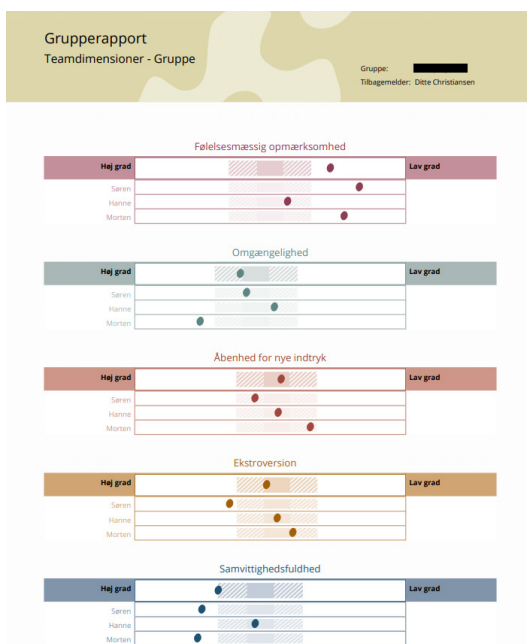 Grupperapport
Teamdimensioner - Gruppe
Gruppe:
Tilbagemelder: Ditte Christiansen
Følelsesmæssig opmærksomhed
Høj grad Lav grad
Søren
Hanne
Morten
Omgængelighed
Høj grad Lav grad
Søren
Hanne
Morten
Åbenhed for nye indtryk
Høj grad Lav grad
Søren
Hanne
Morten
Ekstroversion
Høj grad Lav grad
Søren
Hanne
Morten
Samvittighedsfuldhed
Høj grad Lav grad
Søren
Hanne
Morten